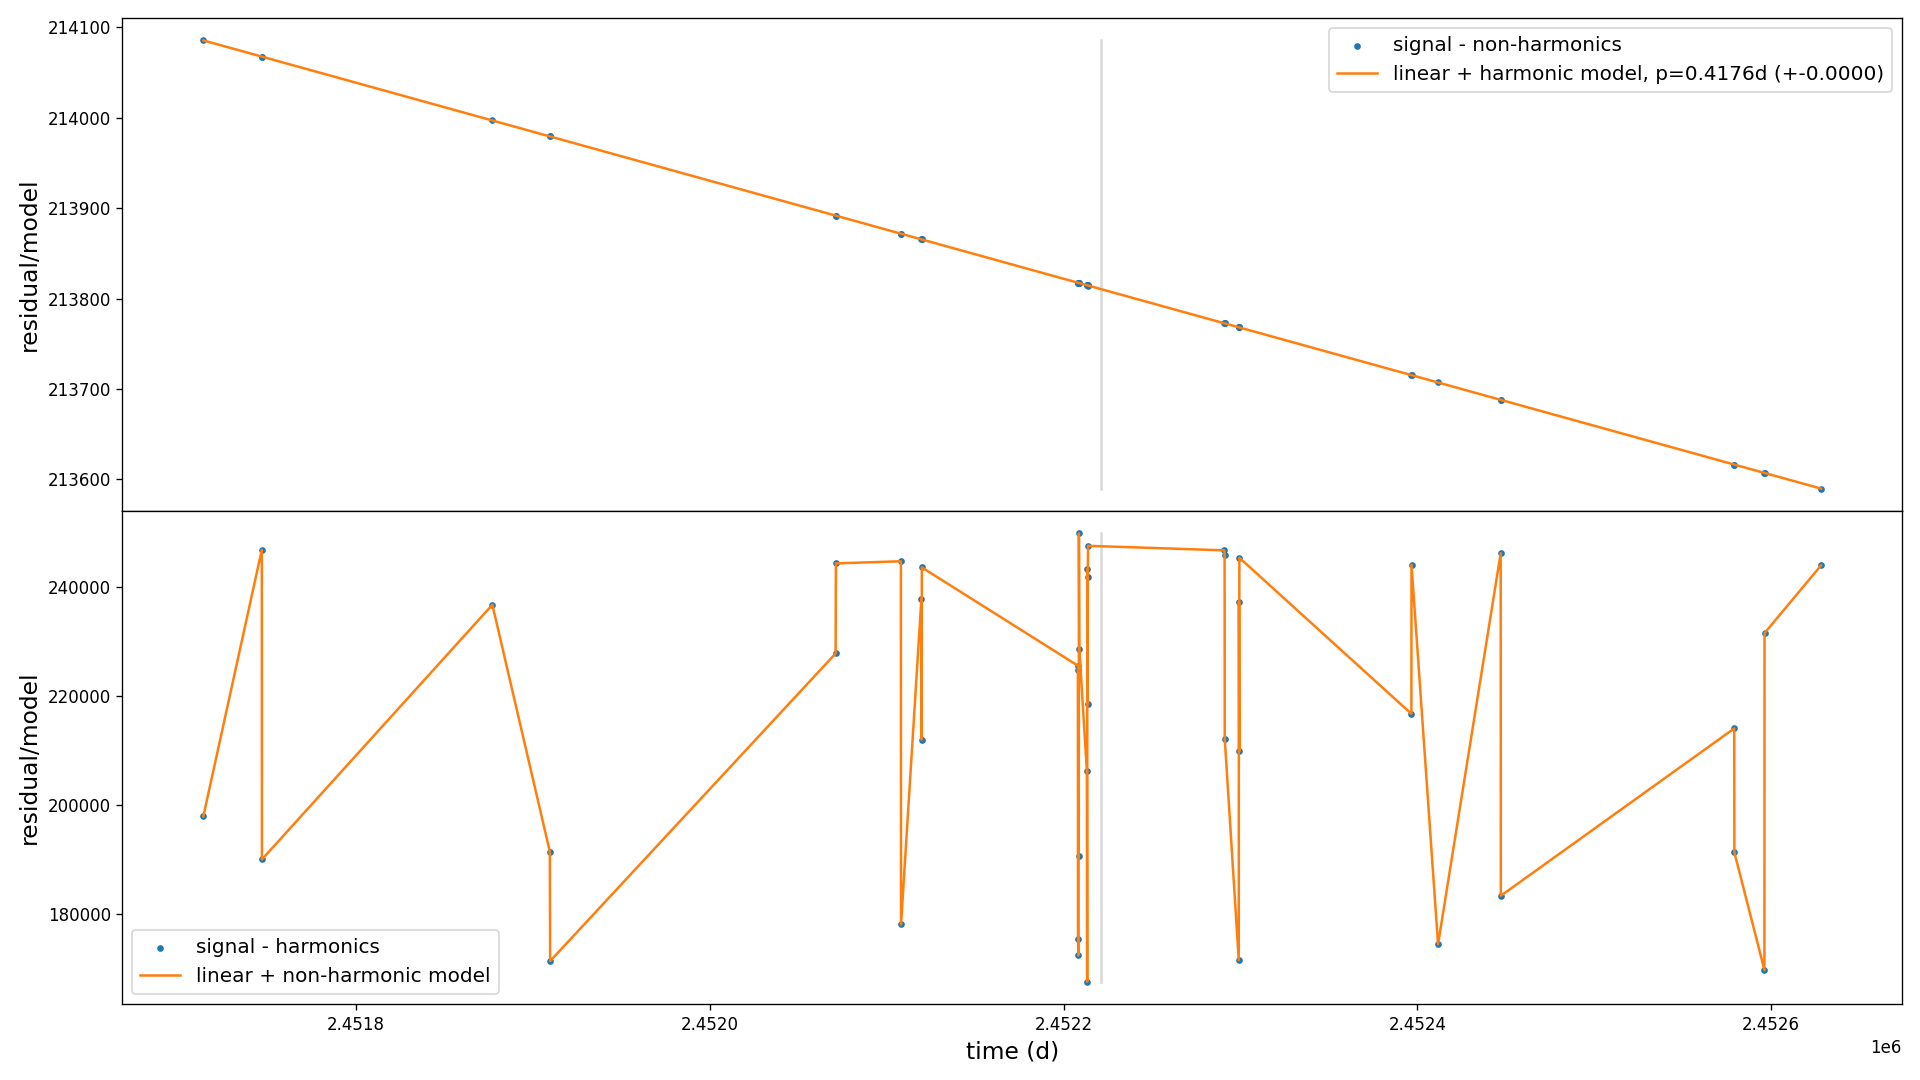 214100
214000
213900
213800
213700
213600
residual/model
signal - non-harmonics
linear + harmonic model, p=0.4176d (+-0.0000)
240000
220000
200000
180000
residual/model
signal - harmonics
linear + non-harmonic model
2.4518 2.4520 2.4522 2.4524 2.4526
time (d)
1e6